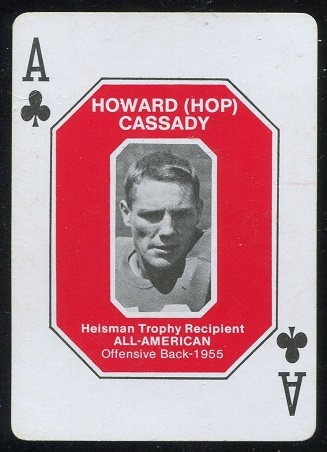 A
HOWARD (HOP)
CASSADY
Heisman Trophy Recipient
ALL-AMERICAN
Offensive Back-1955
A